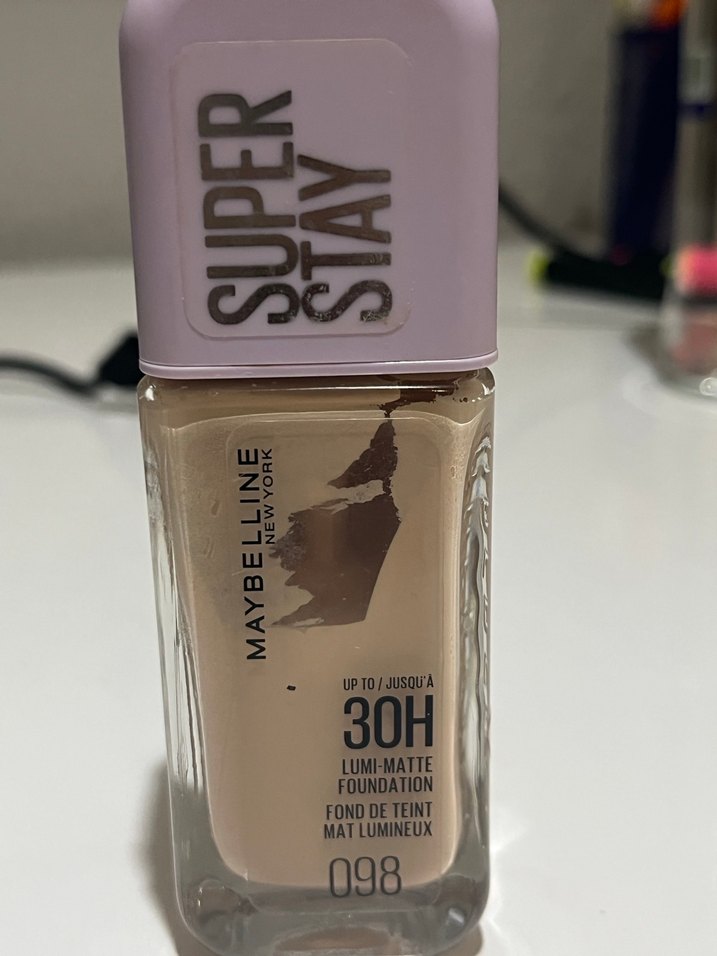 SUPER
STAY
MAYBELLINE
NEW YORK
UP TO / JUSQU'À
30H
LUMI-MATTE
FOUNDATION
FOND DE TEINT
MAT LUMINEUX
098